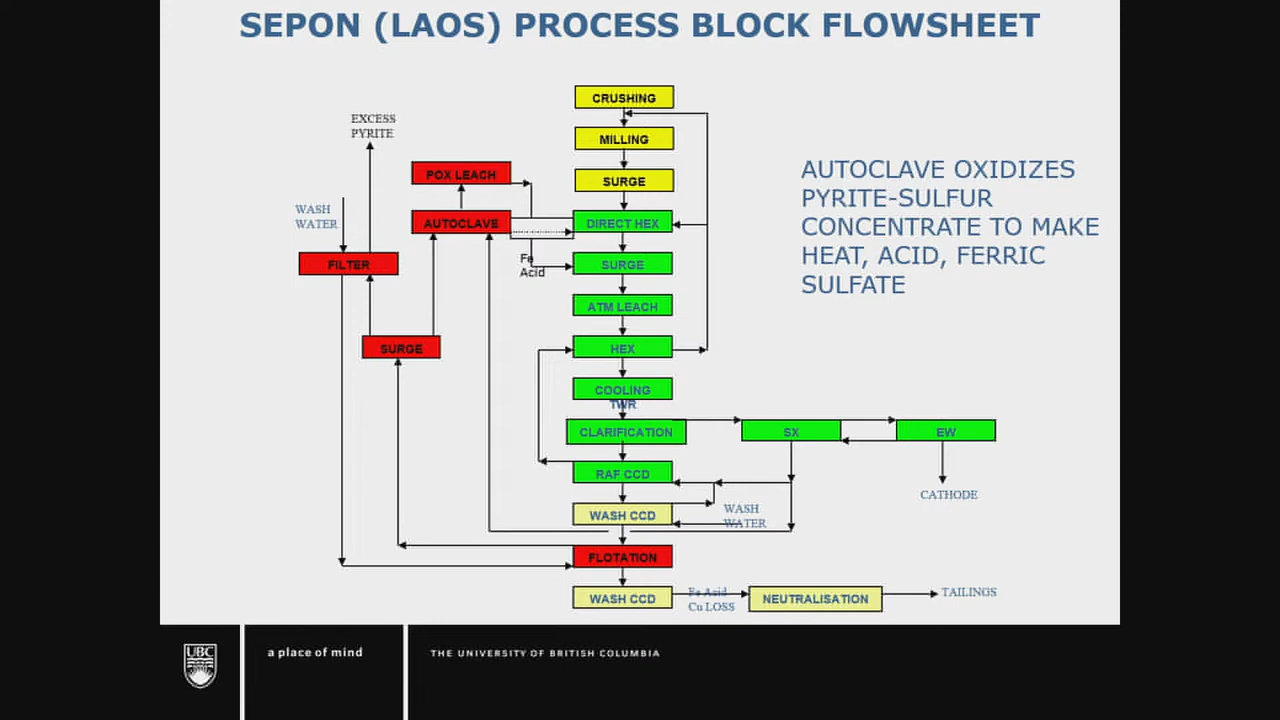 SEPON (LAOS) PROCESS BLOCK FLOWSHEET
CRUSHING
EXCESS
PYRITE
MILLING
POX LEACH
SURGE
AUTOCLAVE OXIDIZES
PYRITE-SULFUR
CONCENTRATE TO MAKE
HEAT, ACID, FERRIC
SULFATE
WASH
WATER
AUTOCLAVE
DIRECT HEX
FILTER
Fe
Acid
SURGE
ATM LEACH
SURGE
HEX
COOLING
TWR
CLARIFICATION
SX
EW
RAF CCD
CATHODE
WASH CCD
WASH
WATER
FLOTATION
WASH CCD
Fe Acid
Cu LOSS
NEUTRALISATION
TAILINGS
UBC
a place of mind
THE UNIVERSITY OF BRITISH COLUMBIA